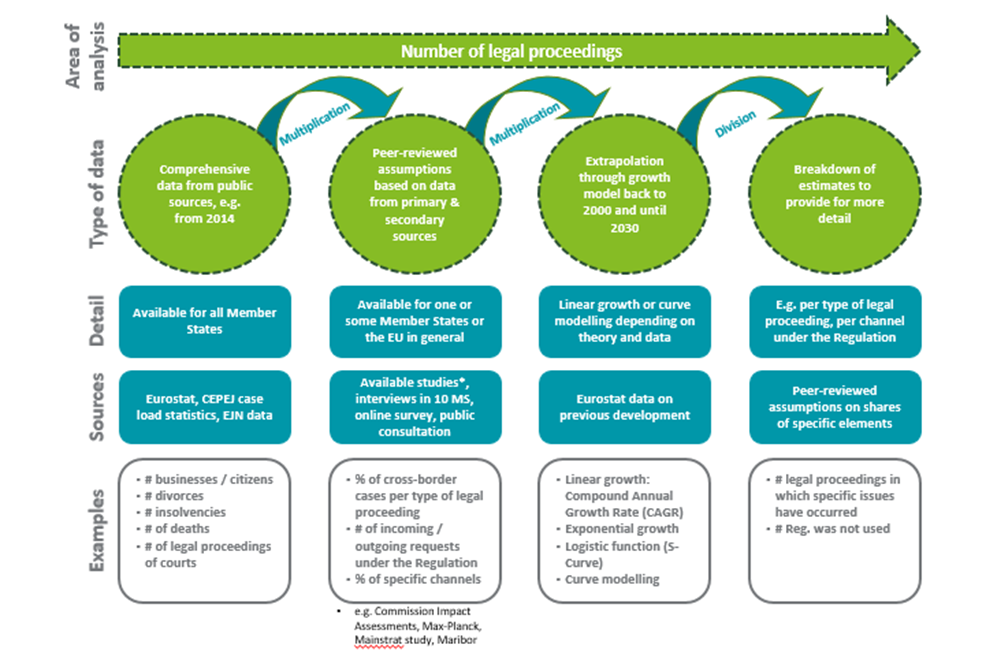 Area of
analysis
Number of legal proceedings
Multiplication
Multiplication
Division
Type of data
Comprehensive
data from public
sources, e.g.
from 2014
Peer-reviewed
assumptions
based on data
from primary &
secondary
sources
Extrapolation
through growth
model back to
2000 and until
2030
Breakdown of
estimates to
provide for more
detail
Detail
Available for all Member
States
Available for one or
some Member States or
the EU in general
Linear growth or curve
modelling depending on
theory and data
E.g. per type of legal
proceeding, per channel
under the Regulation
Sources
Eurostat, CEPEJ case
load statistics, EJN data
Available studies*,
interviews in 10 MS,
online survey, public
consultation
Eurostat data on
previous development
Peer-reviewed
assumptions on shares
of specific elements
Examples
• # businesses / citizens
• # divorces
• # insolvencies
• # of deaths
• # of legal proceedings
of courts
• % of cross-border
cases per type of legal
proceeding
• # of incoming /
outgoing requests
under the Regulation
• % of specific channels
• Linear growth:
Compound Annual
Growth Rate (CAGR)
• Exponential growth
• Logistic function (S-
Curve)
• Curve modelling
• # legal proceedings in
which specific issues
have occurred
• # Reg. was not used
• e.g. Commission Impact
Assessments, Max-Planck,
Mainstrat study, Maribor